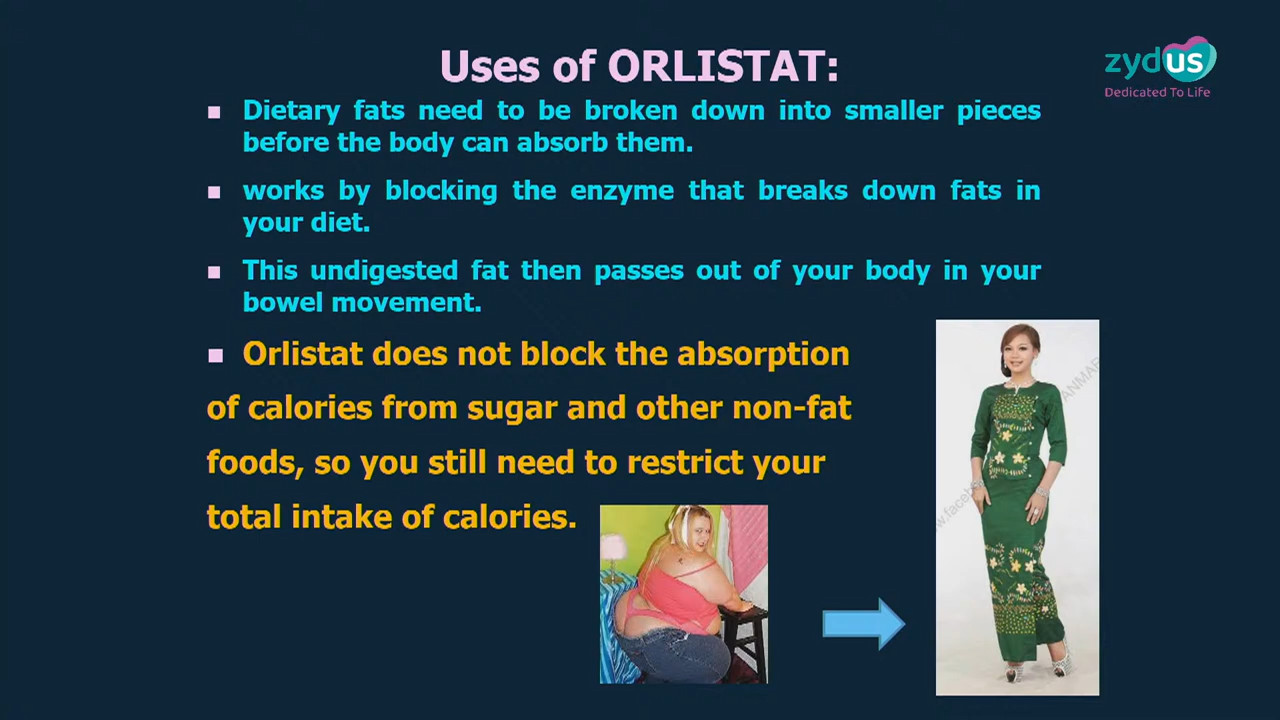 Uses of ORLISTAT:
zydus
Dedicated To Life
Dietary fats need to be broken down into smaller pieces
before the body can absorb them.
works by blocking the enzyme that breaks down fats in
your diet.
This undigested fat then passes out of your body in your
bowel movement.
Orlistat does not block the absorption
of calories from sugar and other non-fat
foods, so you still need to restrict your
total intake of calories.